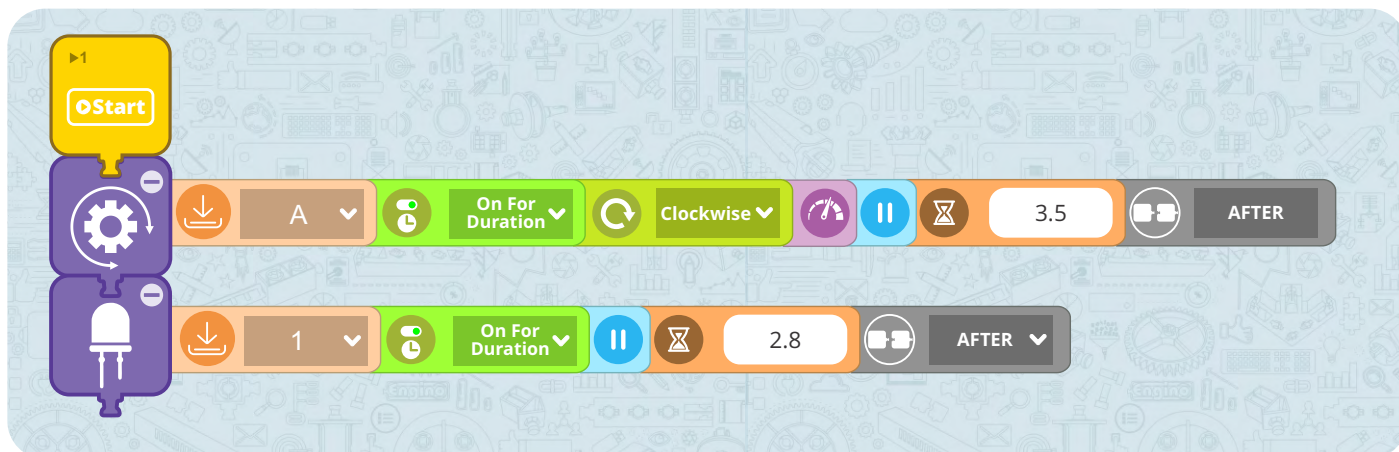 1
Start
A
On For
Duration
Clockwise
3.5
AFTER
1
On For
Duration
2.8
AFTER